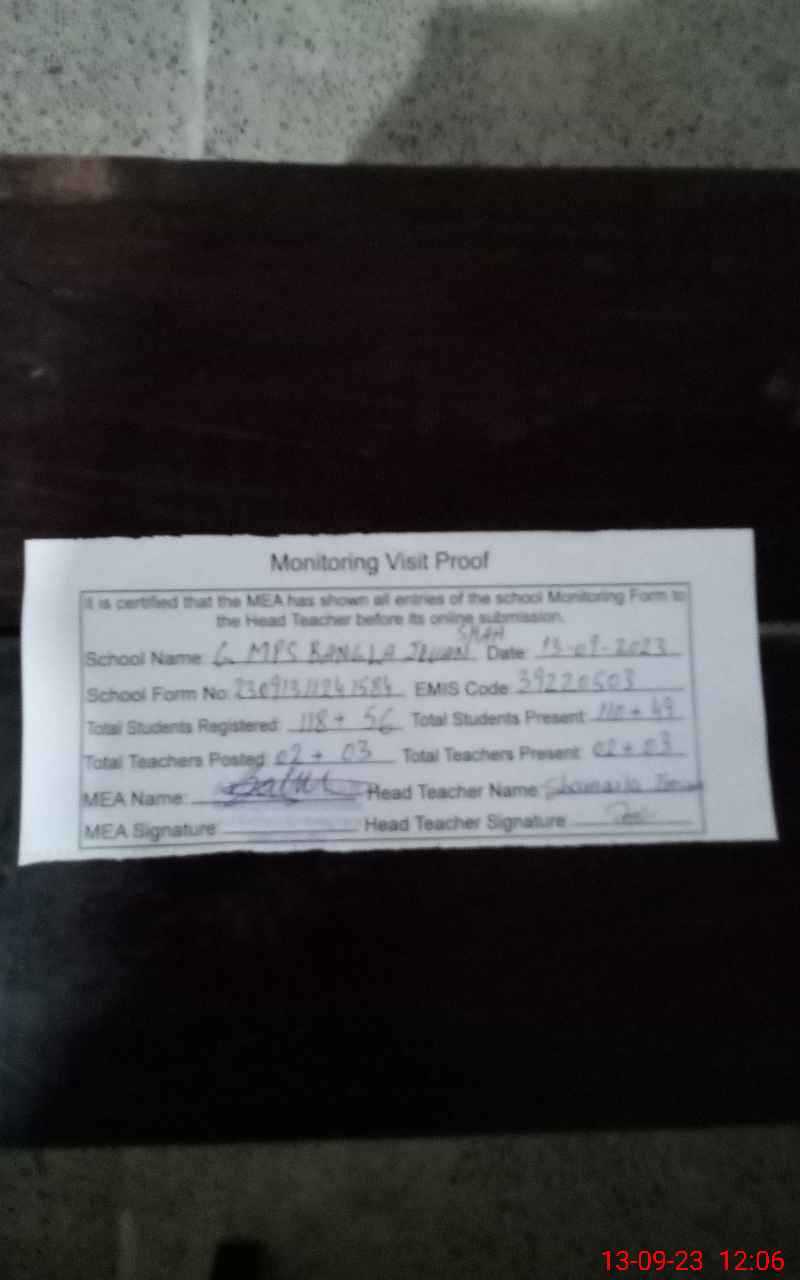 Monitoring Visit Proof
It is certified that the MEA has shown all entries of the school Monitoring Form to
the Head Teacher before its online submission.
School Name: G MPS BANGLA SHAH Date: 13-09-2023
School Form No: EMIS Code: 39220503
Total Students Registered: 118 + 56 Total Students Present: 110 + 49
Total Teachers Posted: 02 + 03 Total Teachers Present: 02 + 03
MEA Name: Head Teacher Name:
MEA Signature: Head Teacher Signature:
13-09-23 12:06